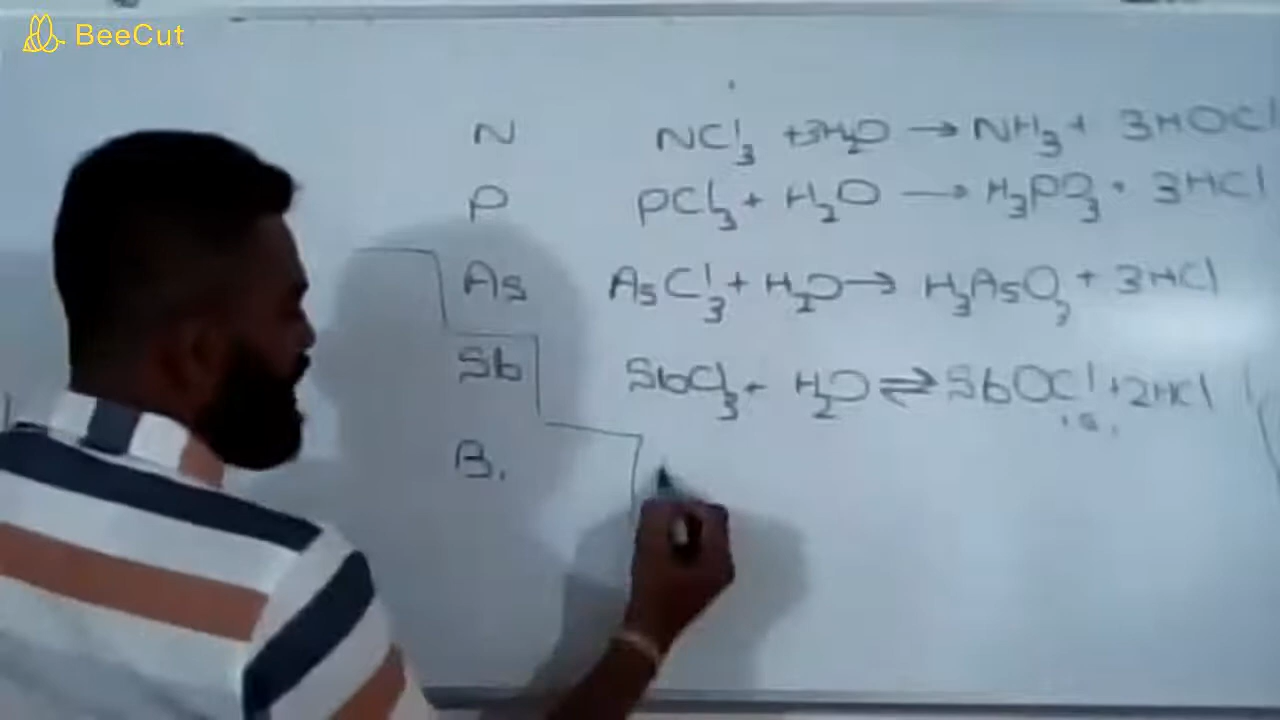 BeeCut
N NCl₃ +3H₂O → NH₃ + 3HOCl
P PCl₃ + H₂O → H₃PO₃ + 3HCl
As AsCl₃ + H₂O → H₃AsO₃ + 3HCl
Sb SbCl₃ + H₂O ⇌ SbOCl + 2HCl
Bi